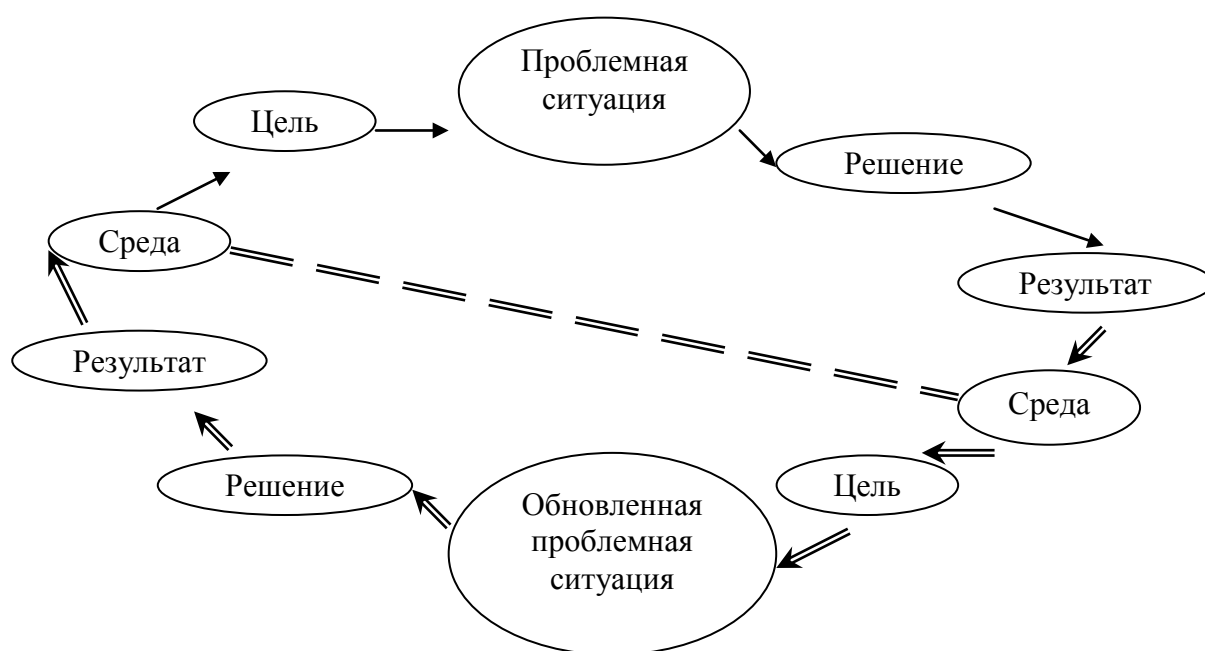 Проблемная
ситуация
Цель
Решение
Среда
Результат
Результат
Среда
Решение
Цель
Обновленная
проблемная
ситуация